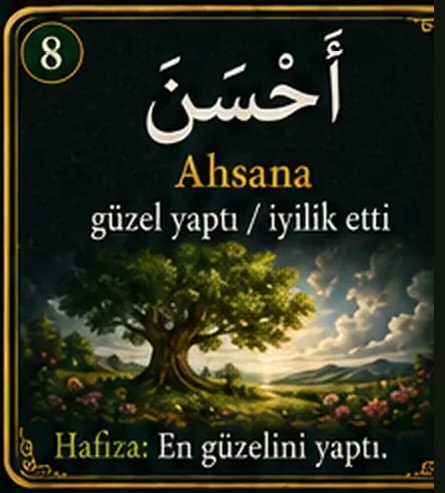 8
أَحْسَنَ
Ahsana
güzel yaptı / iyilik etti
Hafıza: En güzelini yaptı.